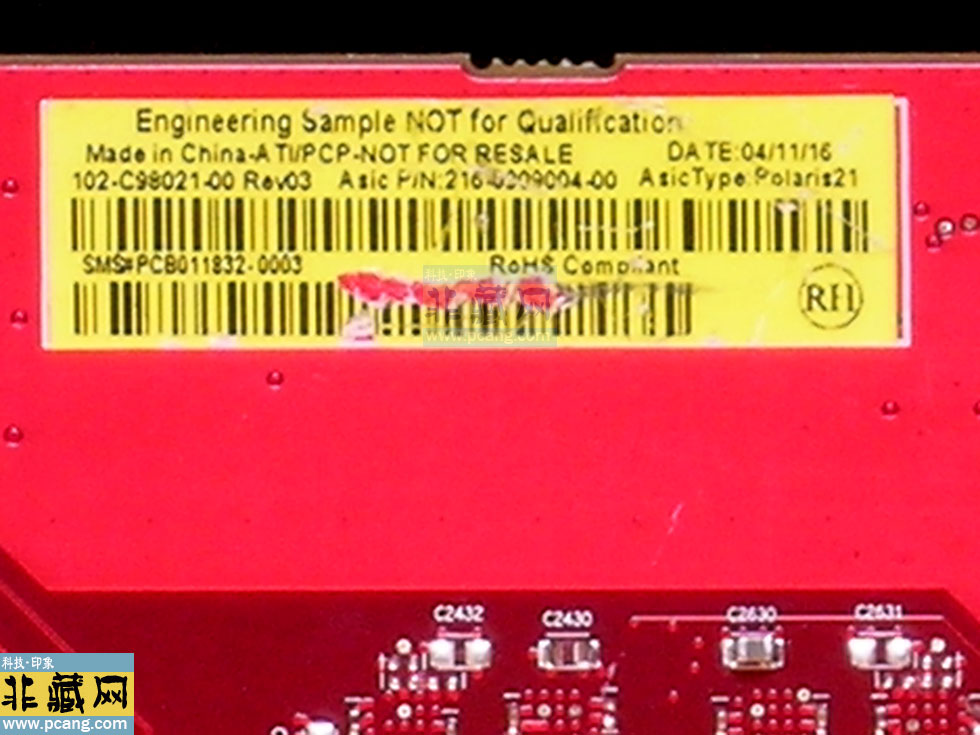 Engineering Sample NOT for Qualification
Made in China-ATI/PCP-NOT FOR RESALE DATE:04/11/16
102-C98021-00 Rev03 Asic P/N:216-0909004-00 AsicType:Polaris21
SMS#PCB011832-0003 RoHS Compliant
RH
科技·印象
非藏网
www.pcang.com
C2432 C2430 C2630 C2631
科技·印象
非藏网
www.pcang.com